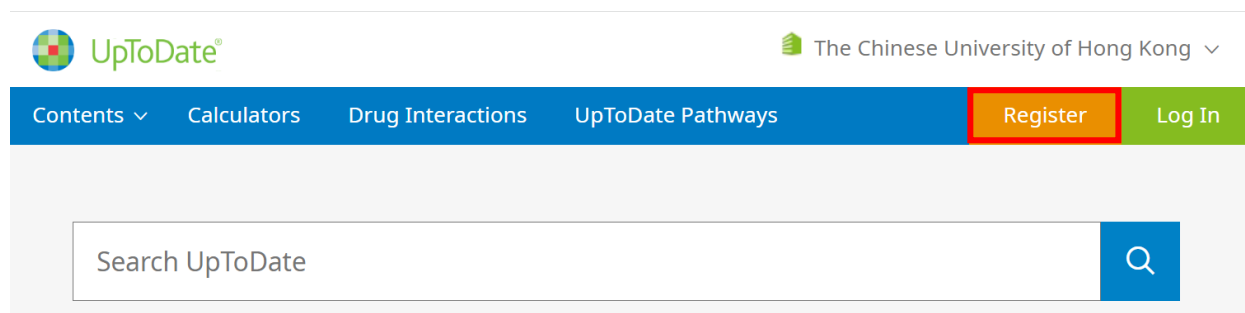 UpToDate®
The Chinese University of Hong Kong
Contents Calculators Drug Interactions UpToDate Pathways Register Log In
Search UpToDate